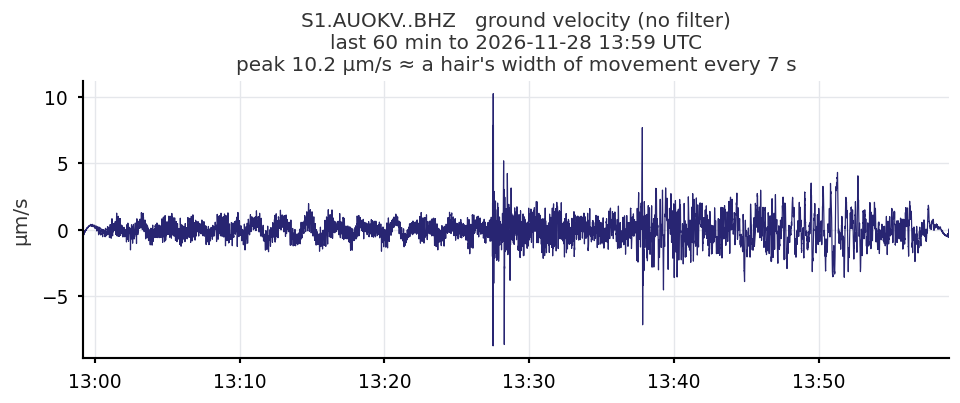 S1.AUOKV..BHZ   ground velocity (no filter)
last 60 min to 2026-11-28 13:59 UTC
peak 10.2 µm/s ≈ a hair's width of movement every 7 s
µm/s
10
5
0
−5
13:00
13:10
13:20
13:30
13:40
13:50